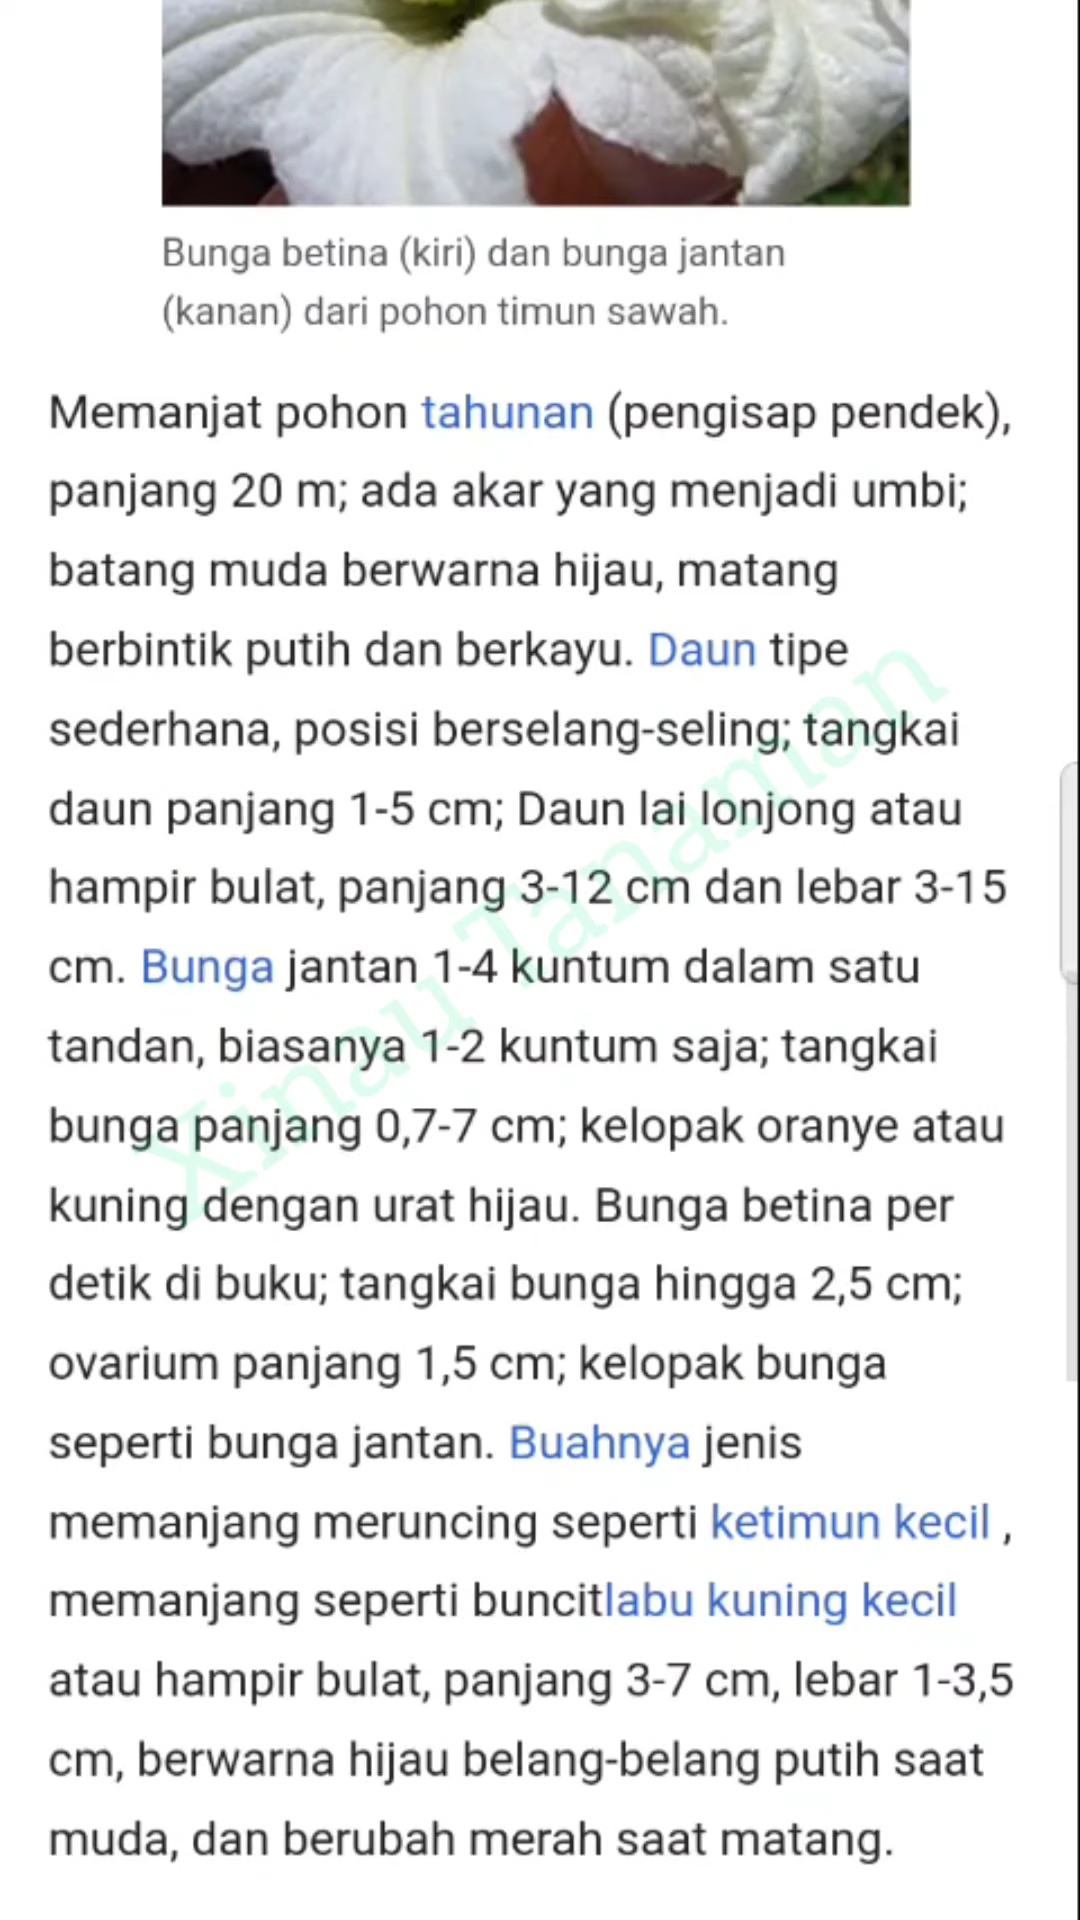 Bunga betina (kiri) dan bunga jantan
(kanan) dari pohon timun sawah.
Memanjat pohon tahunan (pengisap pendek),
panjang 20 m; ada akar yang menjadi umbi;
batang muda berwarna hijau, matang
berbintik putih dan berkayu. Daun tipe
sederhana, posisi berselang-seling; tangkai
daun panjang 1-5 cm; Daun lai lonjong atau
hampir bulat, panjang 3-12 cm dan lebar 3-15
cm. Bunga jantan 1-4 kuntum dalam satu
tandan, biasanya 1-2 kuntum saja; tangkai
bunga panjang 0,7-7 cm; kelopak oranye atau
kuning dengan urat hijau. Bunga betina per
detik di buku; tangkai bunga hingga 2,5 cm;
ovarium panjang 1,5 cm; kelopak bunga
seperti bunga jantan. Buahnya jenis
memanjang meruncing seperti ketimun kecil ,
memanjang seperti buncitlabu kuning kecil
atau hampir bulat, panjang 3-7 cm, lebar 1-3,5
cm, berwarna hijau belang-belang putih saat
muda, dan berubah merah saat matang.
Xinau Tanaman